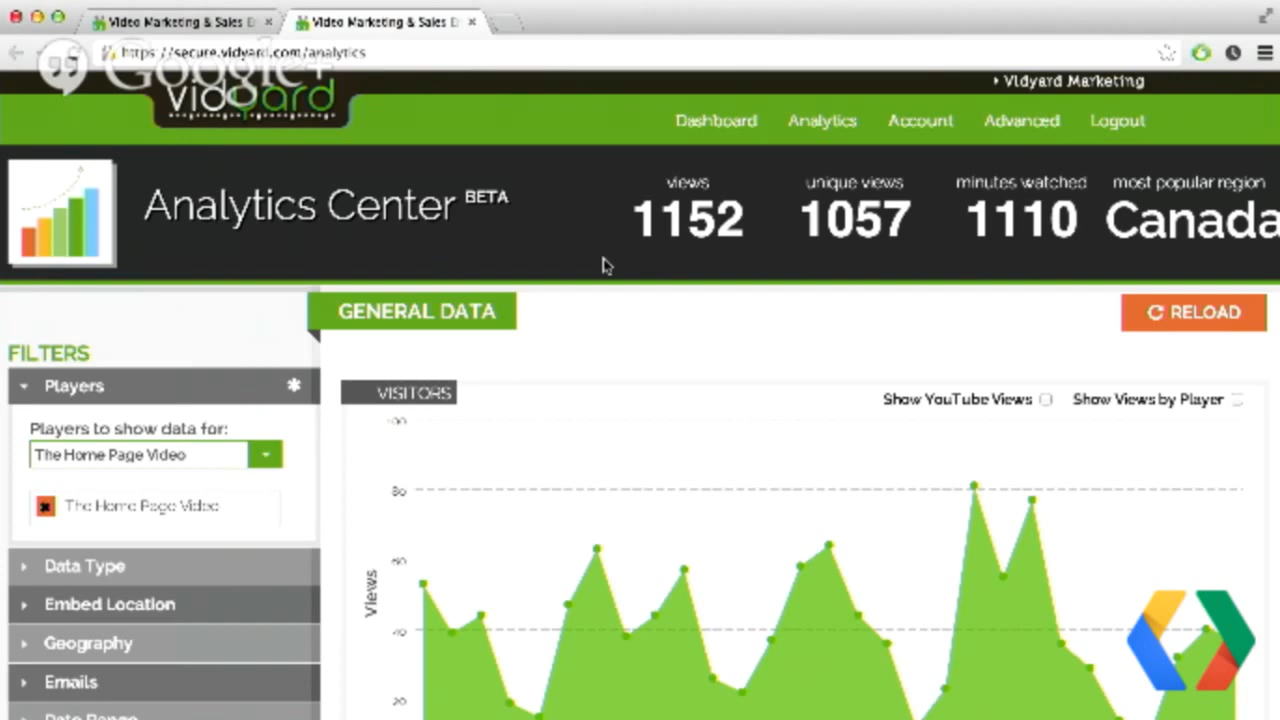 Video Marketing & Sales E
Video Marketing & Sales E
https://secure.vidyard.com/analytics
Google+
vidyard
Vidyard Marketing
Dashboard
Analytics
Account
Advanced
Logout
Analytics Center BETA
views
1152
unique views
1057
minutes watched
1110
most popular region
Canada
GENERAL DATA
RELOAD
FILTERS
Players
Players to show data for:
The Home Page Video
The Home Page Video
Data Type
Embed Location
Geography
Emails
Date Range
VISITORS
Show YouTube Views
Show Views by Player
100
80
60
40
20
Views